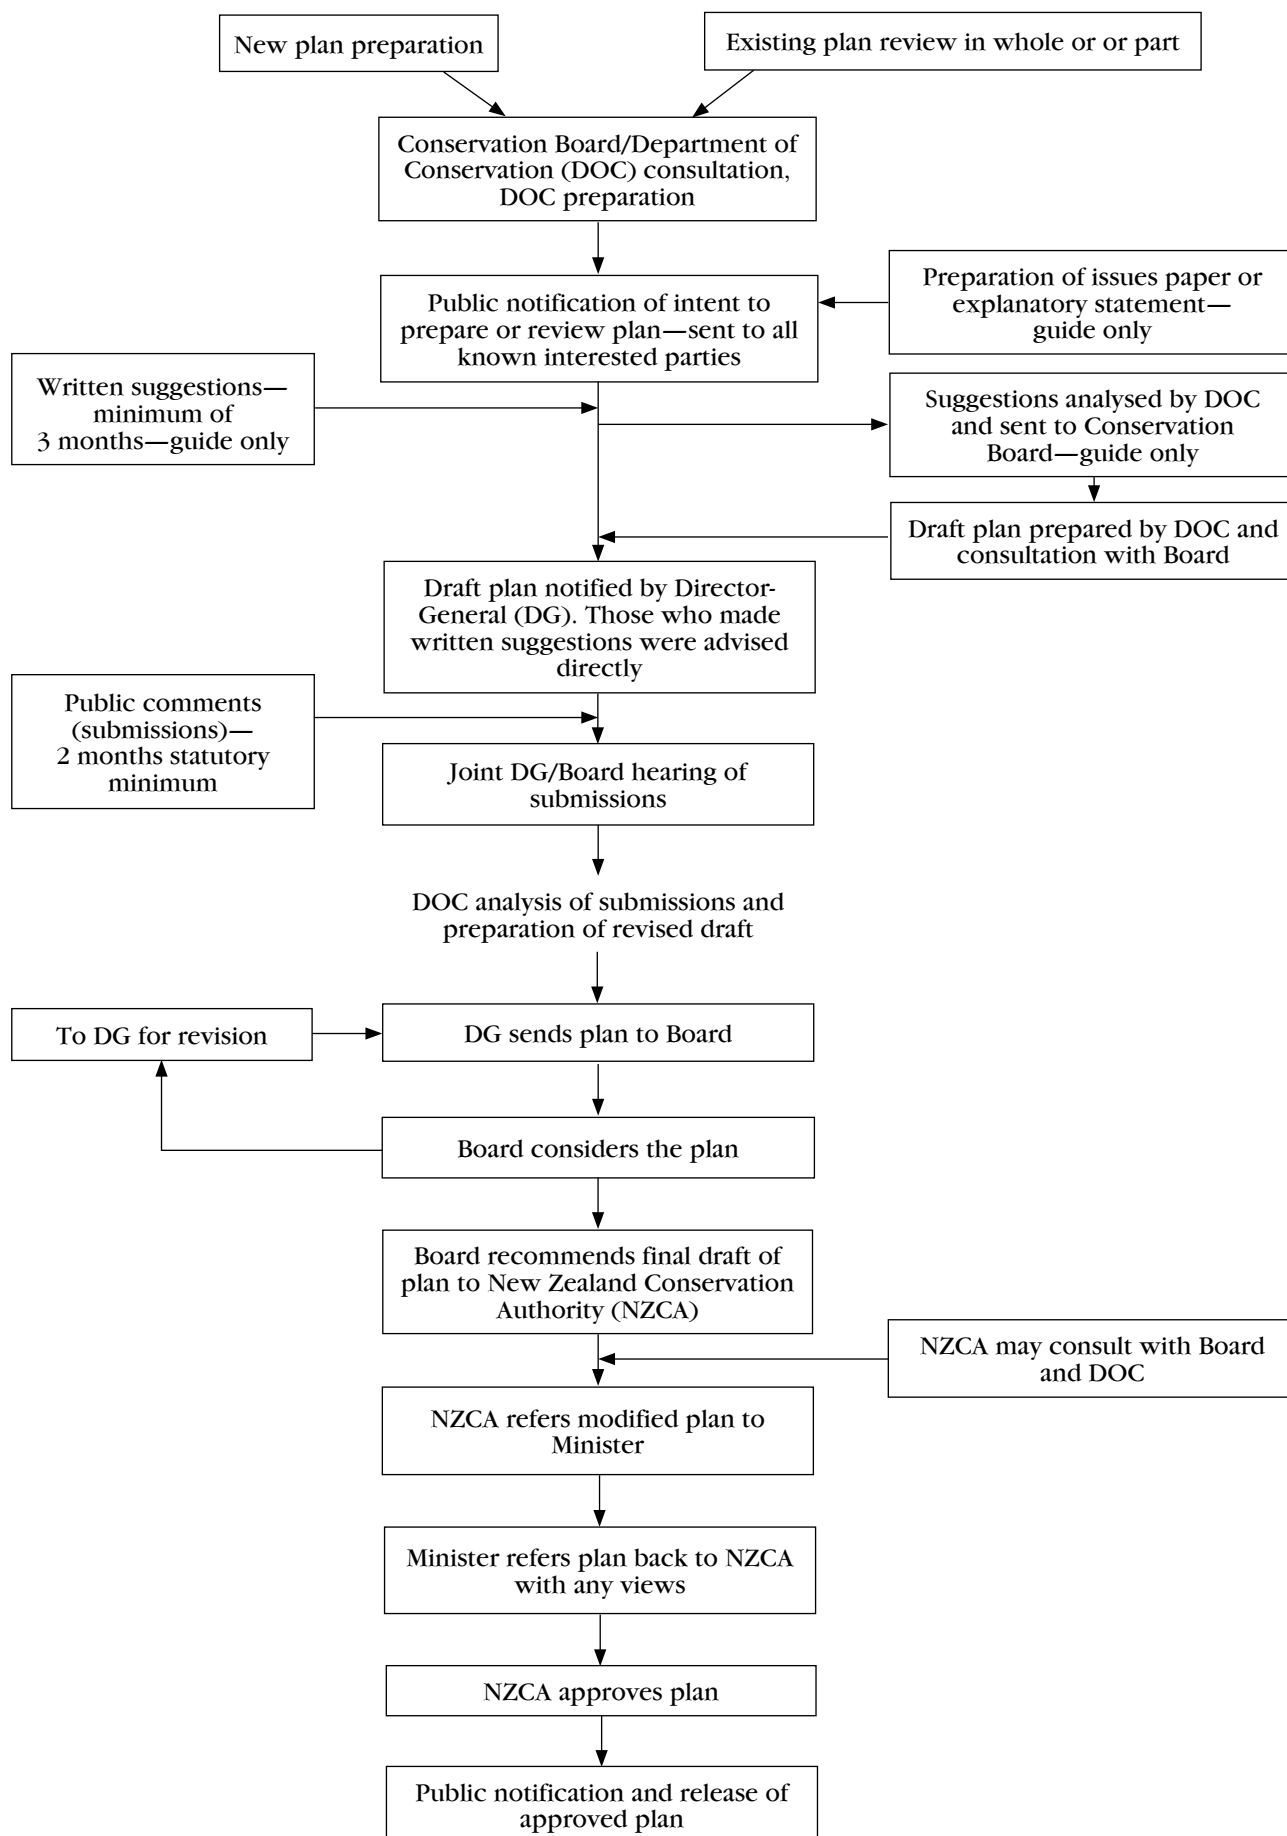 New plan preparation
Existing plan review in whole or or part
Conservation Board/Department of
Conservation (DOC) consultation,
DOC preparation
Public notification of intent to
prepare or review plan—sent to all
known interested parties
Preparation of issues paper or
explanatory statement—
guide only
Written suggestions—
minimum of
3 months—guide only
Suggestions analysed by DOC
and sent to Conservation
Board—guide only
Draft plan prepared by DOC and
consultation with Board
Draft plan notified by Director-
General (DG). Those who made
written suggestions were advised
directly
Public comments
(submissions)—
2 months statutory
minimum
Joint DG/Board hearing of
submissions
DOC analysis of submissions and
preparation of revised draft
To DG for revision
DG sends plan to Board
Board considers the plan
Board recommends final draft of
plan to New Zealand Conservation
Authority (NZCA)
NZCA may consult with Board
and DOC
NZCA refers modified plan to
Minister
Minister refers plan back to NZCA
with any views
NZCA approves plan
Public notification and release of
approved plan